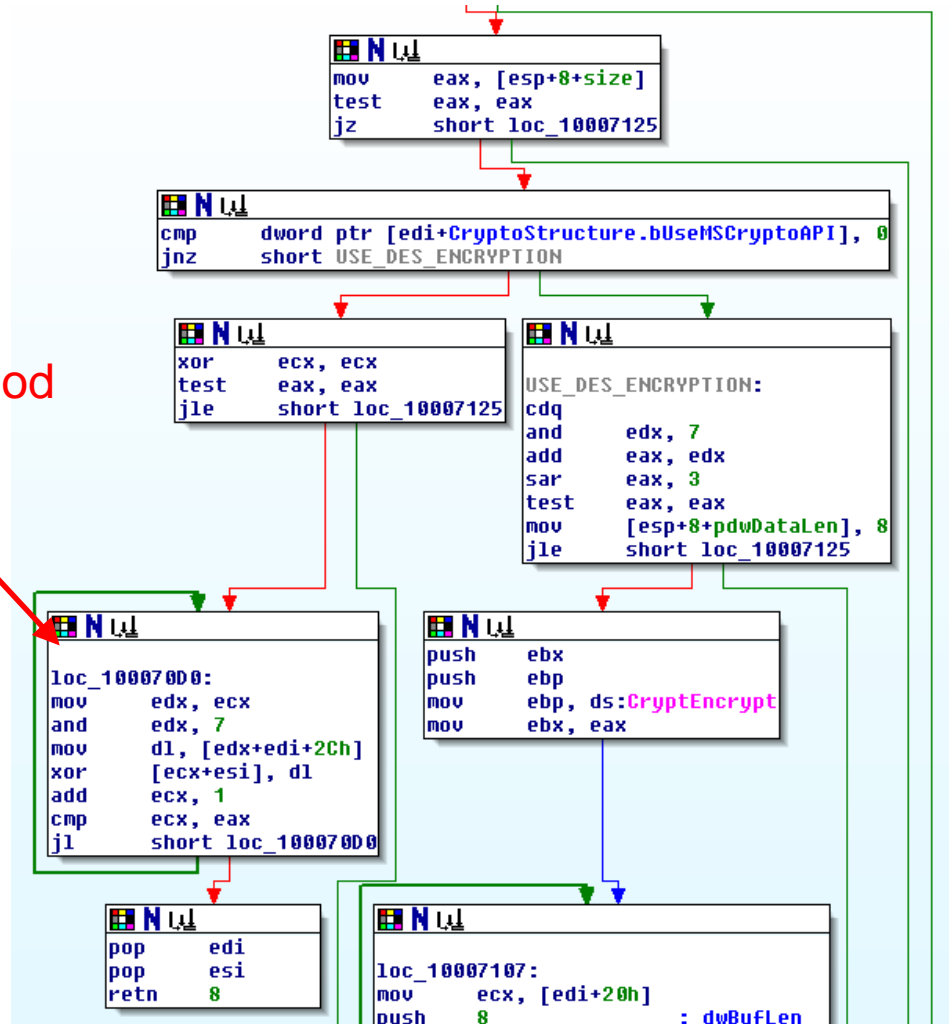 mov eax, [esp+8+size]
test eax, eax
jz short loc_10007125
cmp dword ptr [edi+CryptoStructure.bUseMSCryptoAPI], 0
jnz short USE_DES_ENCRYPTION
xor ecx, ecx
test eax, eax
jle short loc_10007125
USE_DES_ENCRYPTION:
cdq
and edx, 7
add eax, edx
sar eax, 3
test eax, eax
mov [esp+8+pdwDataLen], 8
jle short loc_10007125
od
loc_100070D0:
mov edx, ecx
and edx, 7
mov dl, [edx+edi+2Ch]
xor [ecx+esi], dl
add ecx, 1
cmp ecx, eax
jl short loc_100070D0
push ebx
push ebp
mov ebp, ds:CryptEncrypt
mov ebx, eax
pop edi
pop esi
retn 8
loc_10007107:
mov ecx, [edi+20h]
push 8 ; dwBufLen